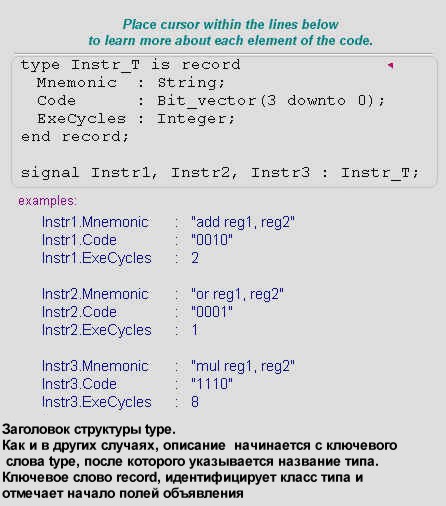 Place cursor within the lines below
to learn more about each element of the code.
type Instr_T is record
Mnemonic : String;
Code : Bit_vector(3 downto 0);
ExeCycles : Integer;
end record;
signal Instr1, Instr2, Instr3 : Instr_T;
examples:
Instr1.Mnemonic : "add reg1, reg2"
Instr1.Code : "0010"
Instr1.ExeCycles : 2
Instr2.Mnemonic : "or reg1, reg2"
Instr2.Code : "0001"
Instr2.ExeCycles : 1
Instr3.Mnemonic : "mul reg1, reg2"
Instr3.Code : "1110"
Instr3.ExeCycles : 8
Заголовок структуры type.
Как и в других случаях, описание начинается с ключевого
слова type, после которого указывается название типа.
Ключевое слово record, идентифицирует класс типа и
отмечает начало полей объявления